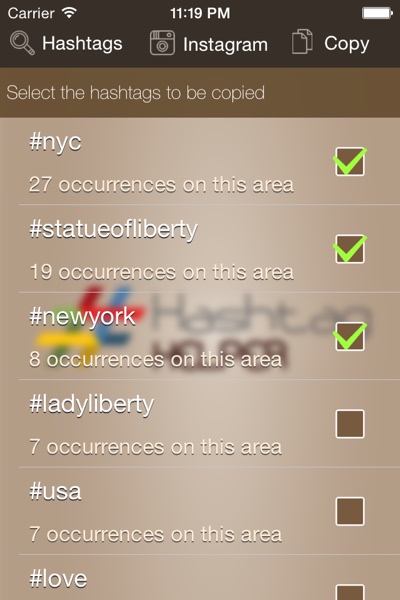 Carrier 11:19 PM
Hashtags Instagram Copy
Select the hashtags to be copied
#nyc
27 occurrences on this area
#statueofliberty
19 occurrences on this area
#newyork
Hashtag
8 occurrences on this area
HELPER
#ladyliberty
7 occurrences on this area
#usa
7 occurrences on this area
#love